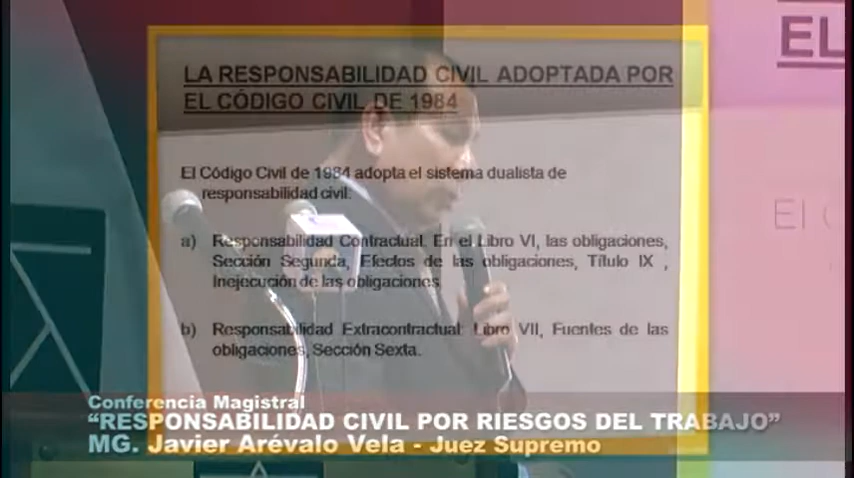 LA RESPONSABILIDAD CIVIL ADOPTADA POR
EL CÓDIGO CIVIL DE 1984
El Código Civil de 1984 adopta el sistema dualista de
responsabilidad civil:
a) Responsabilidad Contractual: En el Libro VI, las obligaciones,
Sección Segunda, Efectos de las obligaciones, Título IX ,
Inejecución de las obligaciones
b) Responsabilidad Extracontractual: Libro VII, Fuentes de las
obligaciones, Sección Sexta.
EL
El
Conferencia Magistral
“RESPONSABILIDAD CIVIL POR RIESGOS DEL TRABAJO”
MG. Javier Arévalo Vela - Juez Supremo